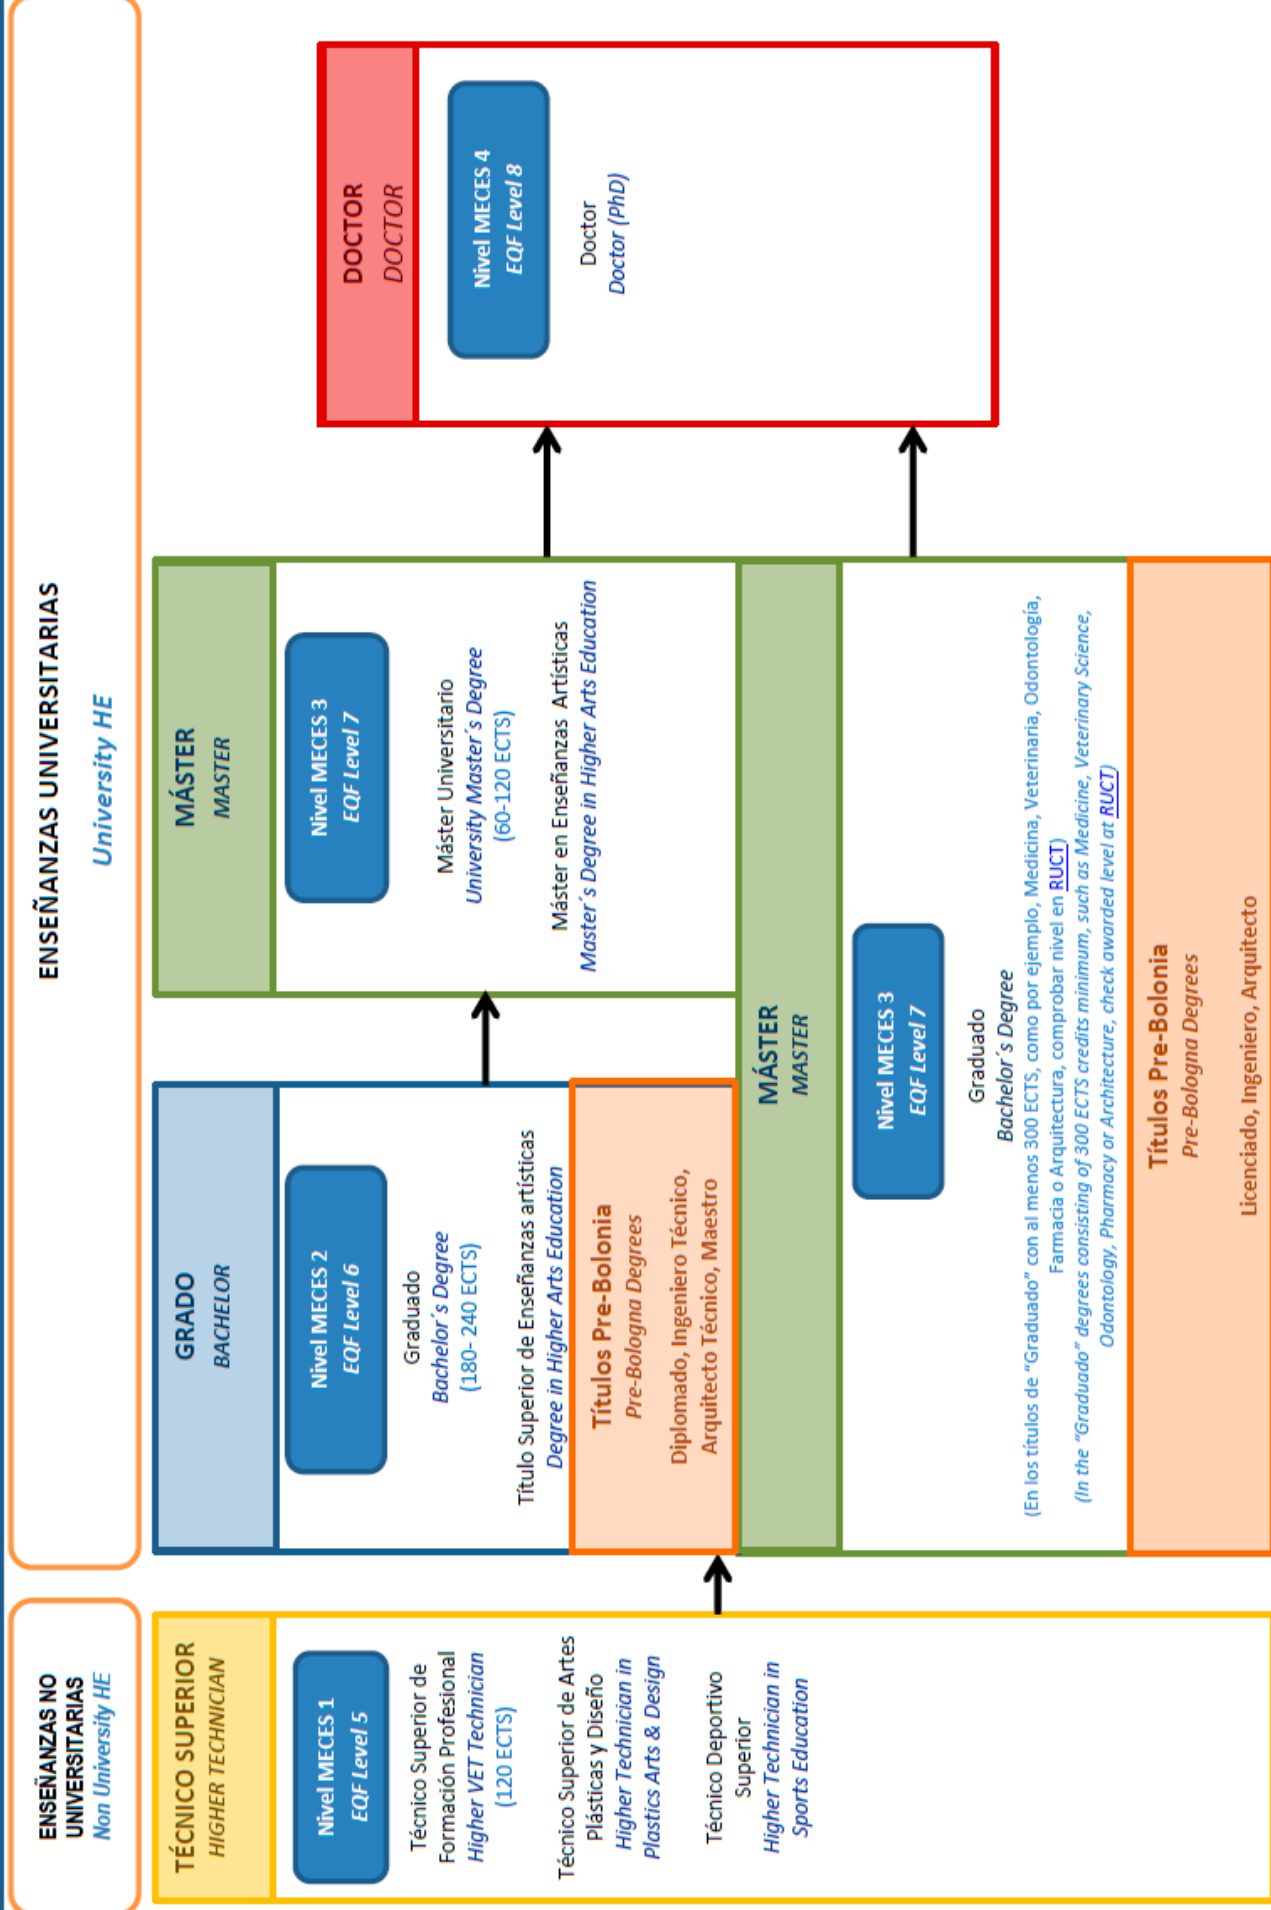 ENSEÑANZAS NO
UNIVERSITARIAS
Non University HE
ENSEÑANZAS UNIVERSITARIAS
University HE
TÉCNICO SUPERIOR
HIGHER TECHNICIAN
Nivel MECES 1
EQF Level 5
Técnico Superior de
Formación Profesional
Higher VET Technician
(120 ECTS)
Técnico Superior de Artes
Plásticas y Diseño
Higher Technician in
Plastics Arts & Design
Técnico Deportivo
Superior
Higher Technician in
Sports Education
GRADO
BACHELOR
Nivel MECES 2
EQF Level 6
Graduado
Bachelor´s Degree
(180- 240 ECTS)
Título Superior de Enseñanzas artísticas
Degree in Higher Arts Education
Títulos Pre-Bolonia
Pre-Bologna Degrees
Diplomado, Ingeniero Técnico,
Arquitecto Técnico, Maestro
MÁSTER
MASTER
Nivel MECES 3
EQF Level 7
Máster Universitario
University Master´s Degree
(60-120 ECTS)
Máster en Enseñanzas Artísticas
Master´s Degree in Higher Arts Education
MÁSTER
MASTER
Nivel MECES 3
EQF Level 7
Graduado
Bachelor´s Degree
(En los títulos de “Graduado” con al menos 300 ECTS, como por ejemplo, Medicina, Veterinaria, Odontología,
Farmacia o Arquitectura, comprobar nivel en RUCT)
(In the “Graduado” degrees consisting of 300 ECTS credits minimum, such as Medicine, Veterinary Science,
Odontology, Pharmacy or Architecture, check awarded level at RUCT)
Títulos Pre-Bolonia
Pre-Bologna Degrees
Licenciado, Ingeniero, Arquitecto
DOCTOR
DOCTOR
Nivel MECES 4
EQF Level 8
Doctor
Doctor (PhD)